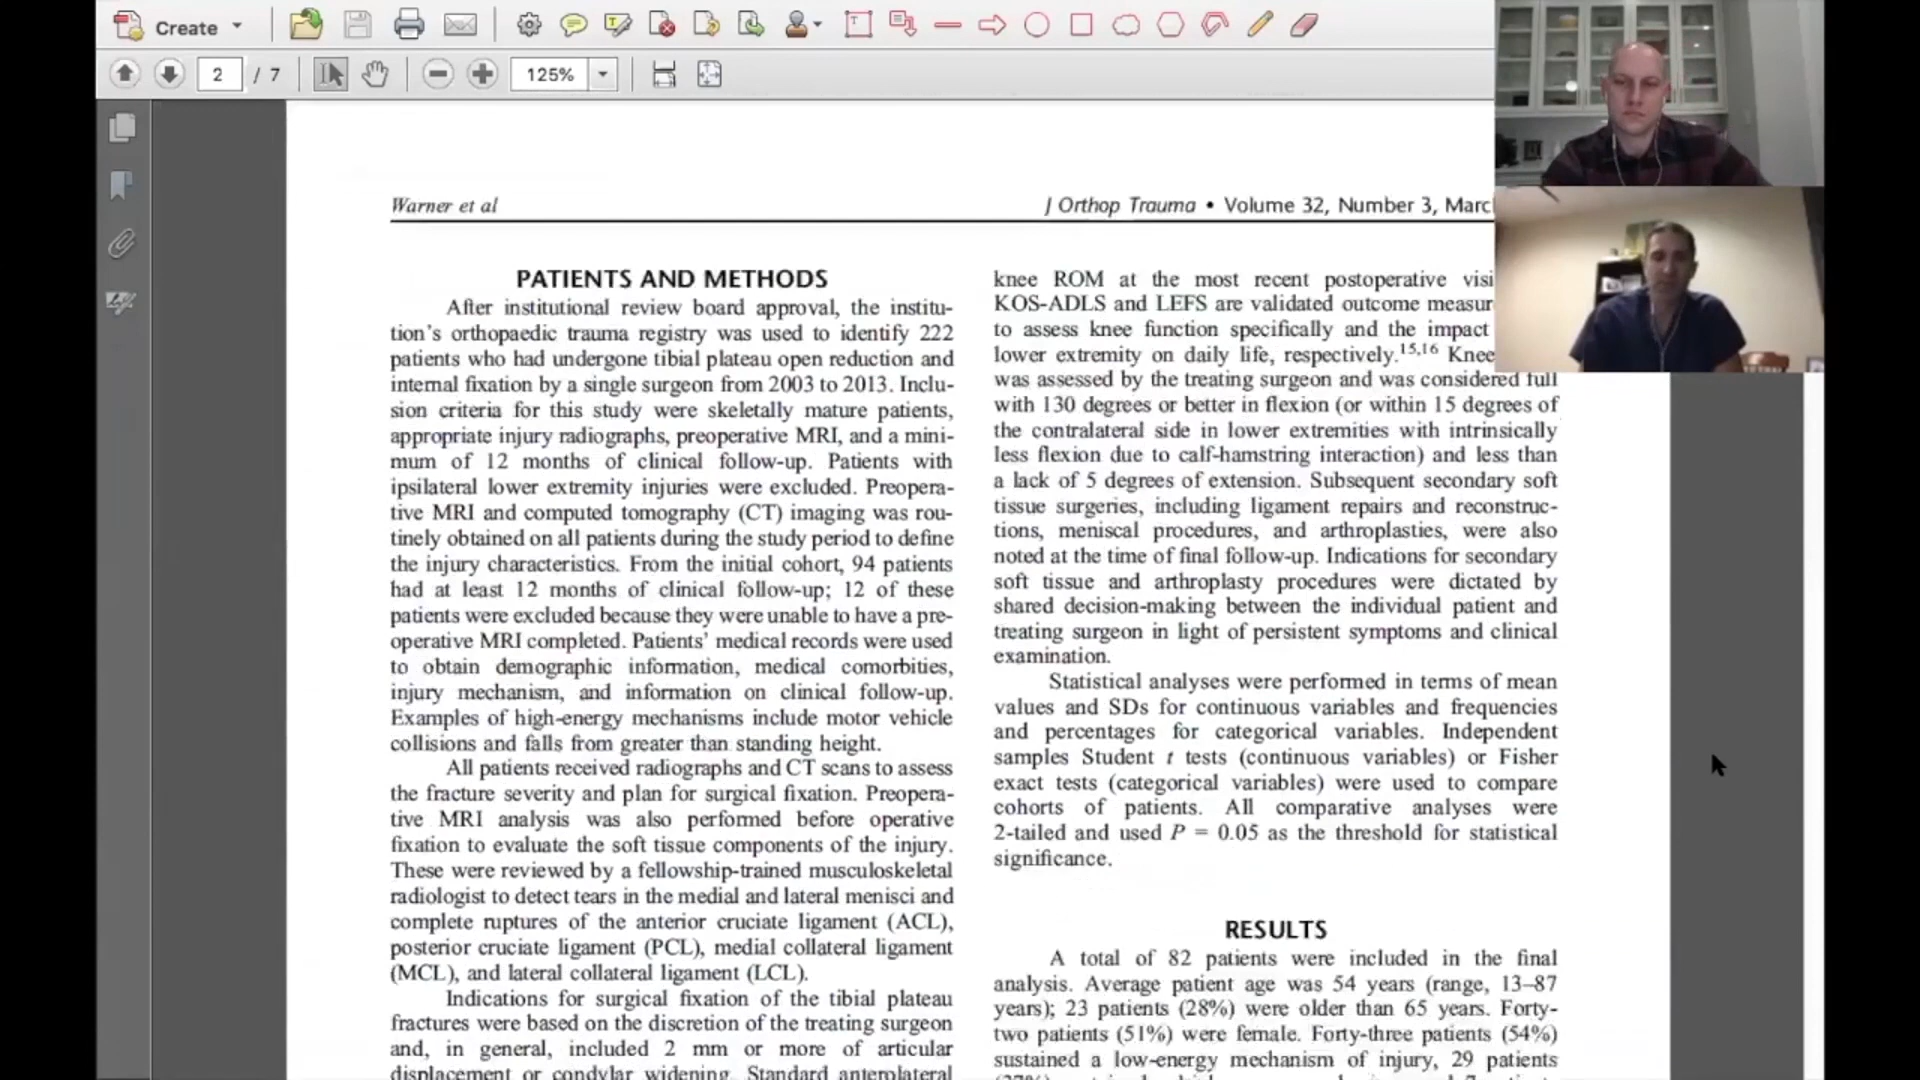 Create
2 / 7
125%
Warner et al
J Orthop Trauma • Volume 32, Number 3, Marc
PATIENTS AND METHODS
After institutional review board approval, the institu-
tion's orthopaedic trauma registry was used to identify 222
patients who had undergone tibial plateau open reduction and
internal fixation by a single surgeon from 2003 to 2013. Inclu-
sion criteria for this study were skeletally mature patients,
appropriate injury radiographs, preoperative MRI, and a mini-
mum of 12 months of clinical follow-up. Patients with
ipsilateral lower extremity injuries were excluded. Preopera-
tive MRI and computed tomography (CT) imaging was rou-
tinely obtained on all patients during the study period to define
the injury characteristics. From the initial cohort, 94 patients
had at least 12 months of clinical follow-up; 12 of these
patients were excluded because they were unable to have a pre-
operative MRI completed. Patients' medical records were used
to obtain demographic information, medical comorbities,
injury mechanism, and information on clinical follow-up.
Examples of high-energy mechanisms include motor vehicle
collisions and falls from greater than standing height.
All patients received radiographs and CT scans to assess
the fracture severity and plan for surgical fixation. Preopera-
tive MRI analysis was also performed before operative
fixation to evaluate the soft tissue components of the injury.
These were reviewed by a fellowship-trained musculoskeletal
radiologist to detect tears in the medial and lateral menisci and
complete ruptures of the anterior cruciate ligament (ACL),
posterior cruciate ligament (PCL), medial collateral ligament
(MCL), and lateral collateral ligament (LCL).
Indications for surgical fixation of the tibial plateau
fractures were based on the discretion of the treating surgeon
and, in general, included 2 mm or more of articular
displacement or condylar widening. Standard anterolateral
knee ROM at the most recent postoperative visi
KOS-ADLS and LEFS are validated outcome measur
to assess knee function specifically and the impact
lower extremity on daily life, respectively.15,16 Knee
was assessed by the treating surgeon and was considered full
with 130 degrees or better in flexion (or within 15 degrees of
the contralateral side in lower extremities with intrinsically
less flexion due to calf-hamstring interaction) and less than
a lack of 5 degrees of extension. Subsequent secondary soft
tissue surgeries, including ligament repairs and reconstruc-
tions, meniscal procedures, and arthroplasties, were also
noted at the time of final follow-up. Indications for secondary
soft tissue and arthroplasty procedures were dictated by
shared decision-making between the individual patient and
treating surgeon in light of persistent symptoms and clinical
examination.
Statistical analyses were performed in terms of mean
values and SDs for continuous variables and frequencies
and percentages for categorical variables. Independent
samples Student t tests (continuous variables) or Fisher
exact tests (categorical variables) were used to compare
cohorts of patients. All comparative analyses were
2-tailed and used P = 0.05 as the threshold for statistical
significance.
RESULTS
A total of 82 patients were included in the final
analysis. Average patient age was 54 years (range, 13–87
years); 23 patients (28%) were older than 65 years. Forty-
two patients (51%) were female. Forty-three patients (54%)
sustained a low-energy mechanism of injury, 29 patients